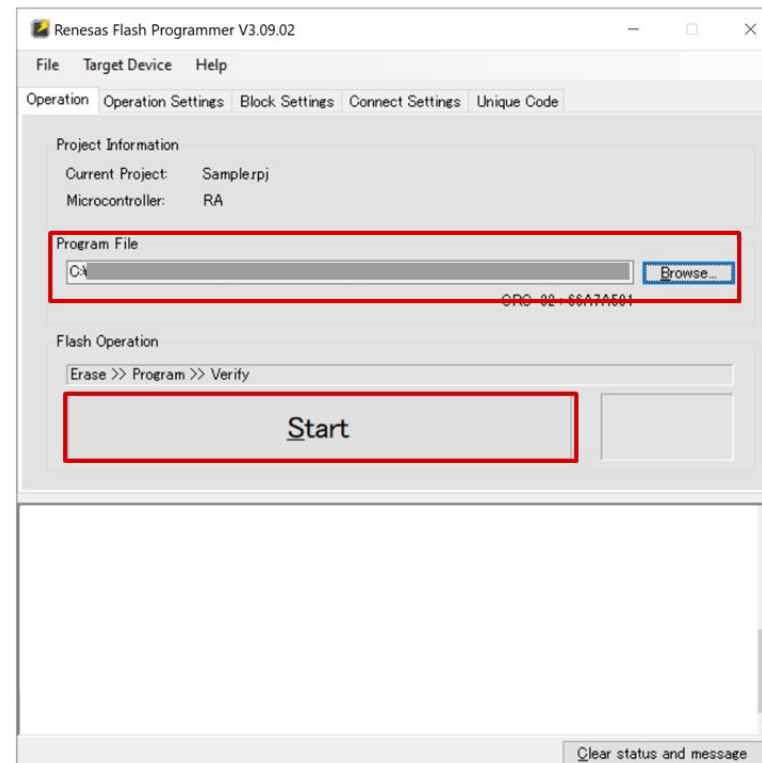 Renesas Flash Programmer V3.09.02
File Target Device Help
Operation Operation Settings Block Settings Connect Settings Unique Code
Project Information
Current Project: Sample.rpj
Microcontroller: RA
Program File
C:\
Browse...
Flash Operation
Erase >> Program >> Verify
Start
Clear status and message